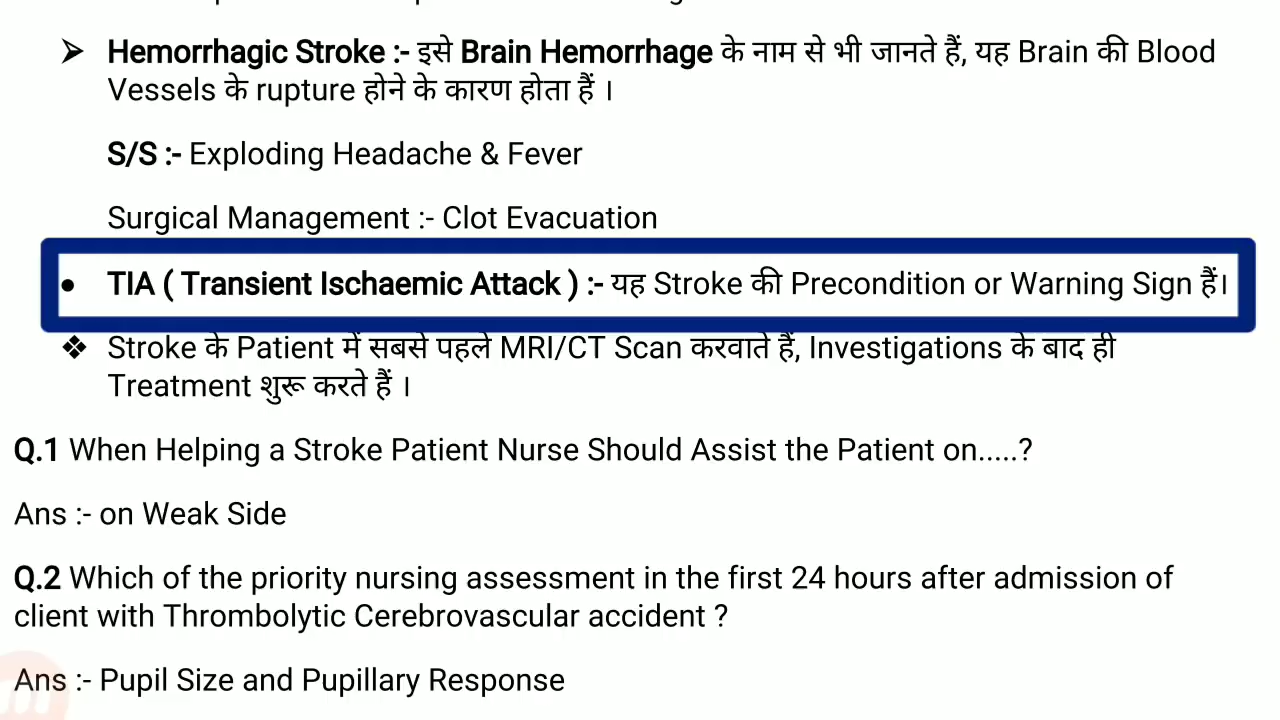 ➤ Hemorrhagic Stroke :- इसे Brain Hemorrhage के नाम से भी जानते हैं, यह Brain की Blood
Vessels के rupture होने के कारण होता हैं ।
S/S :- Exploding Headache & Fever
Surgical Management :- Clot Evacuation
• TIA ( Transient Ischaemic Attack ) :- यह Stroke की Precondition or Warning Sign हैं।
❖ Stroke के Patient में सबसे पहले MRI/CT Scan करवाते हैं, Investigations के बाद ही
Treatment शुरू करते हैं ।
Q.1 When Helping a Stroke Patient Nurse Should Assist the Patient on.....?
Ans :- on Weak Side
Q.2 Which of the priority nursing assessment in the first 24 hours after admission of
client with Thrombolytic Cerebrovascular accident ?
Ans :- Pupil Size and Pupillary Response